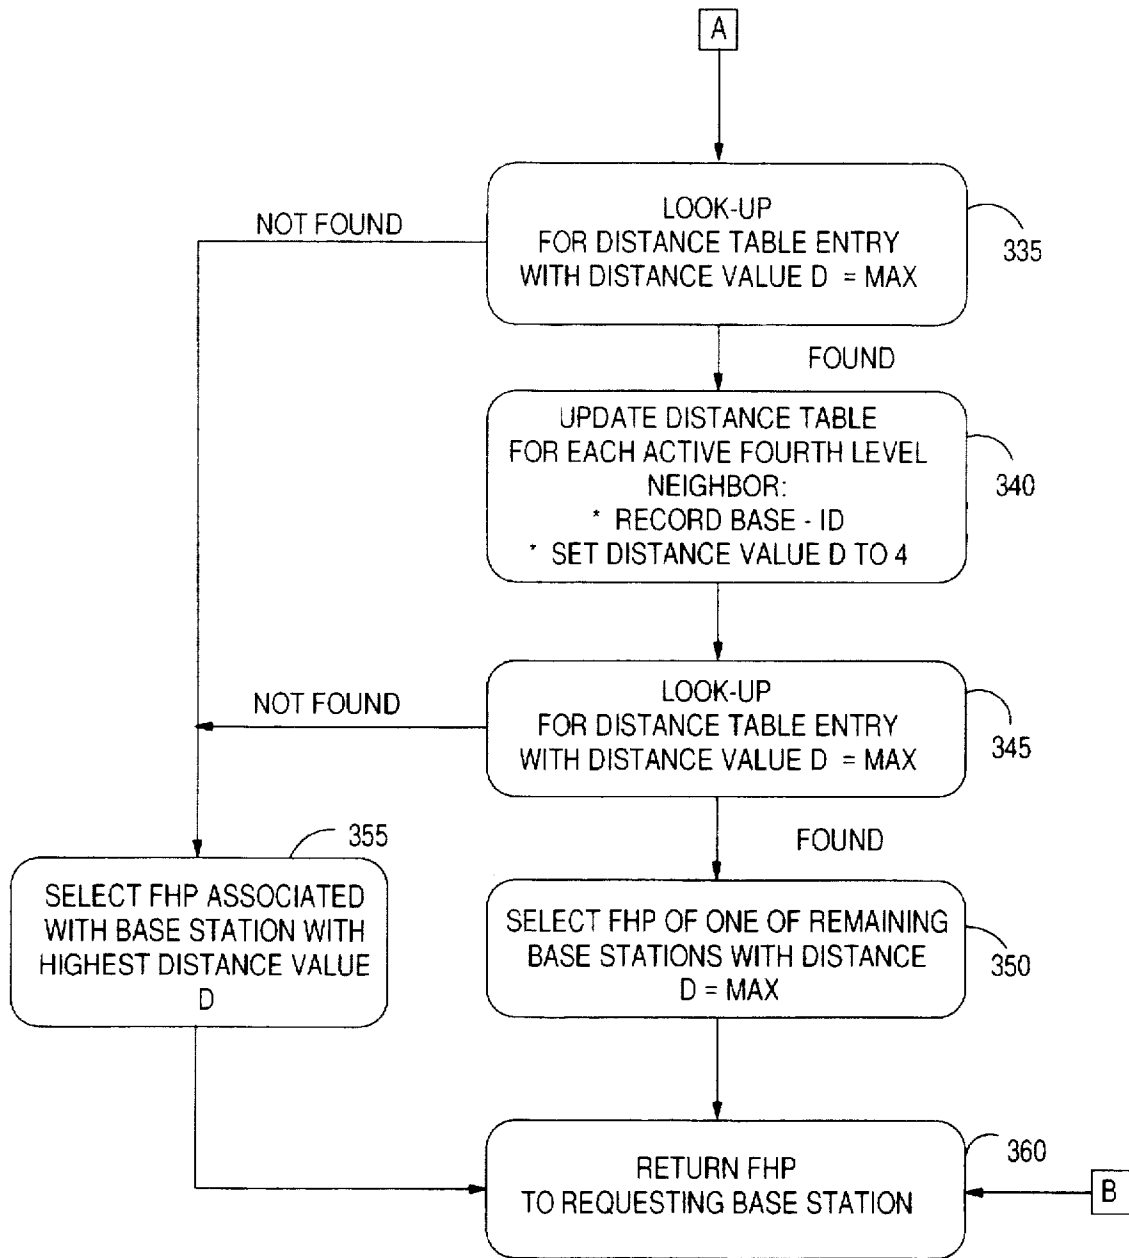 A
LOOK-UP
FOR DISTANCE TABLE ENTRY
WITH DISTANCE VALUE D = MAX
335
NOT FOUND
FOUND
UPDATE DISTANCE TABLE
FOR EACH ACTIVE FOURTH LEVEL
NEIGHBOR:
* RECORD BASE - ID
* SET DISTANCE VALUE D TO 4
340
LOOK-UP
FOR DISTANCE TABLE ENTRY
WITH DISTANCE VALUE D = MAX
345
NOT FOUND
FOUND
355
SELECT FHP ASSOCIATED
WITH BASE STATION WITH
HIGHEST DISTANCE VALUE
D
SELECT FHP OF ONE OF REMAINING
BASE STATIONS WITH DISTANCE
D = MAX
350
RETURN FHP
TO REQUESTING BASE STATION
360
B